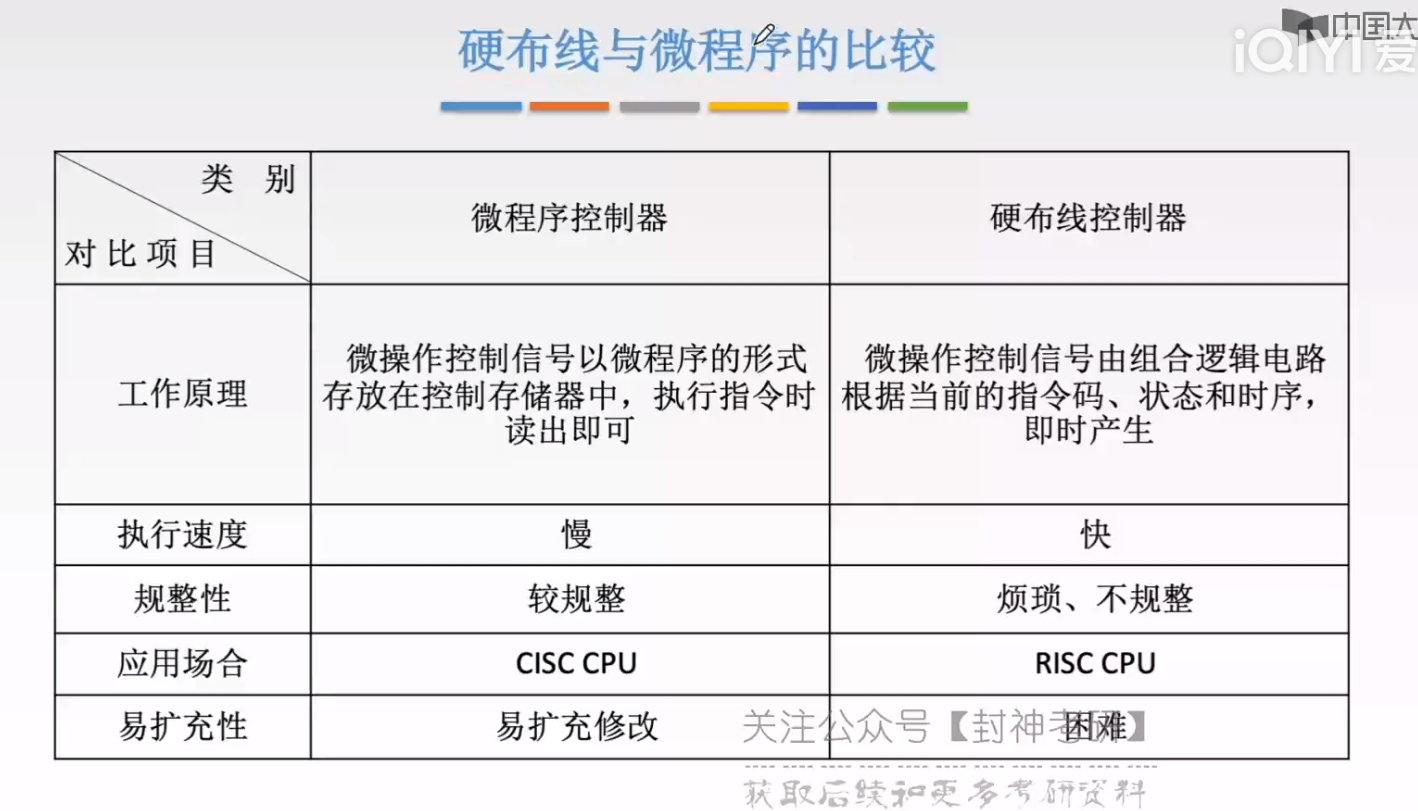 硬布线与微程序的比较
中国大
iQIYI 爱
类 别
对比项目
微程序控制器
硬布线控制器
工作原理
微操作控制信号以微程序的形式
存放在控制存储器中，执行指令时
读出即可
微操作控制信号由组合逻辑电路
根据当前的指令码、状态和时序，
即时产生
执行速度
慢
快
规整性
较规整
烦琐、不规整
应用场合
CISC CPU
RISC CPU
易扩充性
易扩充修改
困难
关注公众号【封神考研】
获取后续和更多考研资料